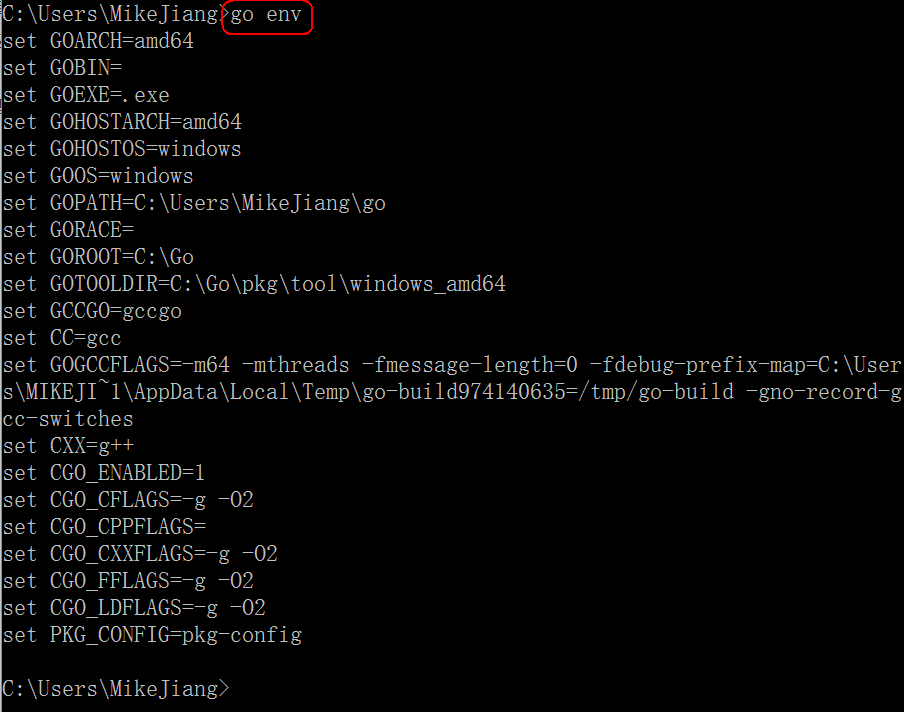 C:\Users\MikeJiang>go env
set GOARCH=amd64
set GOBIN=
set GOEXE=.exe
set GOHOSTARCH=amd64
set GOHOSTOS=windows
set GOOS=windows
set GOPATH=C:\Users\MikeJiang\go
set GORACE=
set GOROOT=C:\Go
set GOTOOLDIR=C:\Go\pkg\tool\windows_amd64
set GCCGO=gccgo
set CC=gcc
set GOGCCFLAGS=-m64 -mthreads -fmessage-length=0 -fdebug-prefix-map=C:\User
s\MIKEJI~1\AppData\Local\Temp\go-build974140635=/tmp/go-build -gno-record-g
cc-switches
set CXX=g++
set CGO_ENABLED=1
set CGO_CFLAGS=-g -O2
set CGO_CPPFLAGS=
set CGO_CXXFLAGS=-g -O2
set CGO_FFLAGS=-g -O2
set CGO_LDFLAGS=-g -O2
set PKG_CONFIG=pkg-config
C:\Users\MikeJiang>